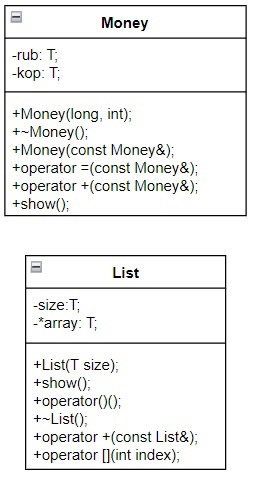 Money
-rub: T;
-kop: T;
+Money(long, int);
+~Money();
+Money(const Money&);
+operator =(const Money&);
+operator +(const Money&);
+show();
List
-size:T;
-*array: T;
+List(T size);
+show();
+operator()();
+~List();
+operator +(const List&);
+operator [](int index);